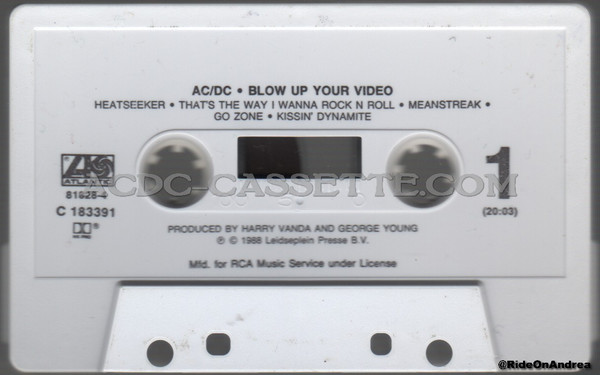 AC/DC • BLOW UP YOUR VIDEO
HEATSEEKER • THAT'S THE WAY I WANNA ROCK N ROLL • MEANSTREAK •
GO ZONE • KISSIN' DYNAMITE
ATLANTIC
81828-4
C 183391
1
(20:03)
ACDC-CASSETTE.COM
PRODUCED BY HARRY VANDA AND GEORGE YOUNG
℗ © 1988 Leidseplein Presse B.V.
Mfd. for RCA Music Service under License
@RideOnAndrea